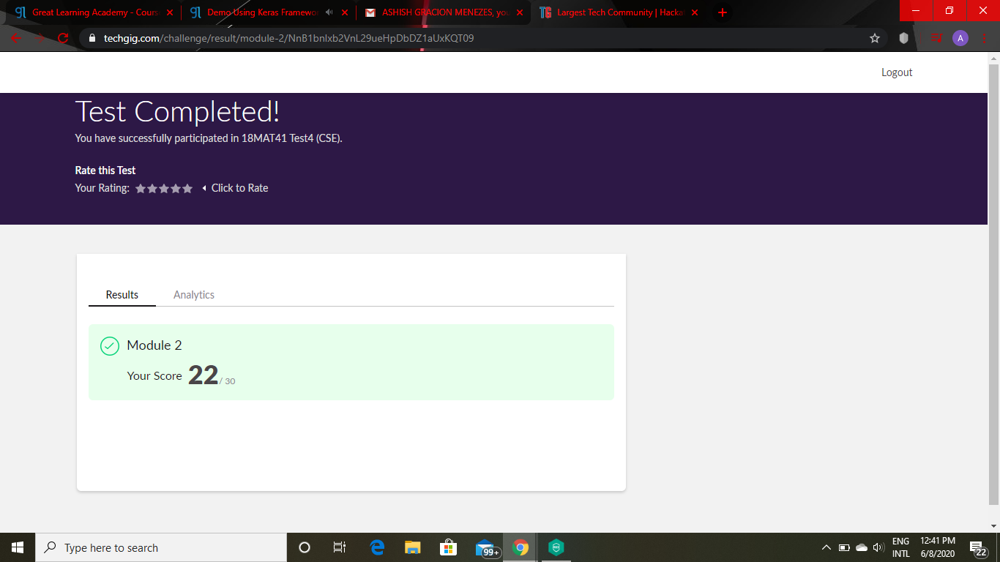 Great Learning Academy - Cours
Demo Using Keras Framewo
ASHISH GRACION MENEZES, you
Largest Tech Community | Hacka
techgig.com/challenge/result/module-2/
A
Logout
Test Completed!
You have successfully participated in 18MAT41 Test4 (CSE).
Rate this Test
Your Rating:
Click to Rate
Results
Analytics
Module 2
Your Score 22 / 30
Type here to search
99+
ENG
INTL
12:41 PM
6/8/2020
22